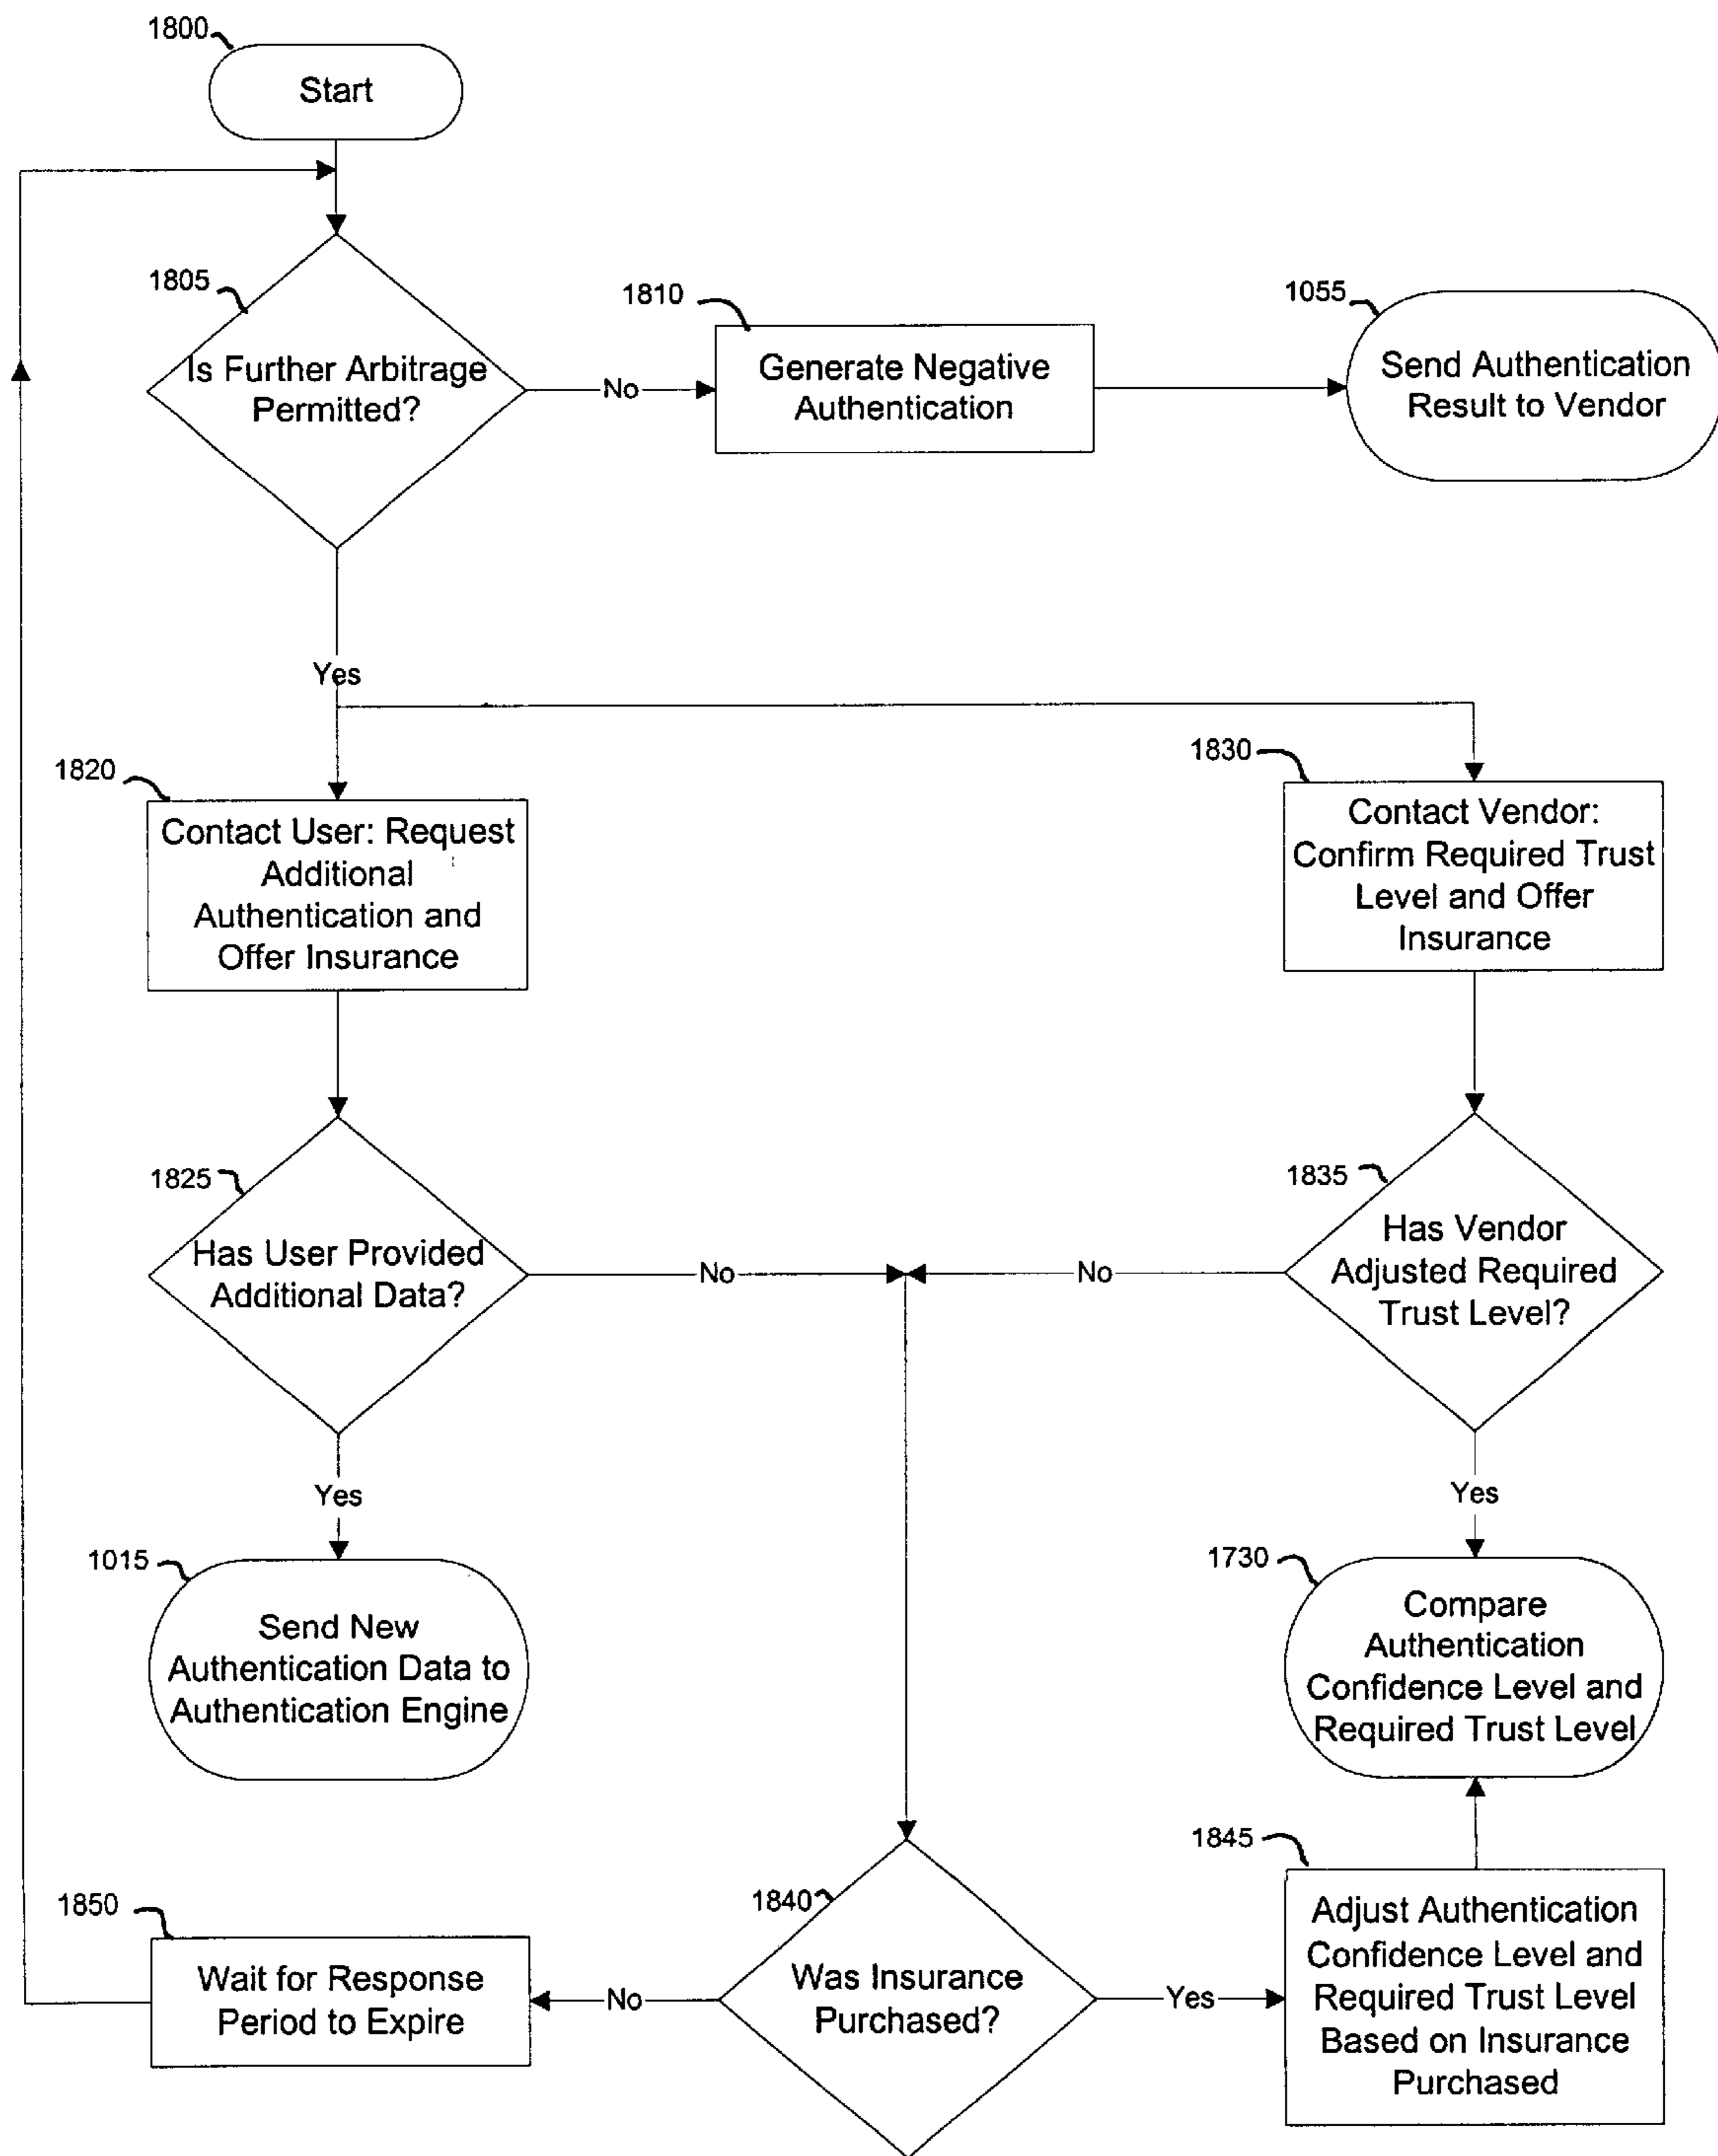 1800
Start
1805
Is Further Arbitrage
Permitted?
No
1810
Generate Negative
Authentication
1055
Send Authentication
Result to Vendor
Yes
1820
Contact User: Request
Additional
Authentication and
Offer Insurance
1830
Contact Vendor:
Confirm Required Trust
Level and Offer
Insurance
1825
Has User Provided
Additional Data?
No
No
1835
Has Vendor
Adjusted Required
Trust Level?
Yes
Yes
1015
Send New
Authentication Data to
Authentication Engine
1730
Compare
Authentication
Confidence Level and
Required Trust Level
1850
Wait for Response
Period to Expire
No
1840
Was Insurance
Purchased?
Yes
1845
Adjust Authentication
Confidence Level and
Required Trust Level
Based on Insurance
Purchased